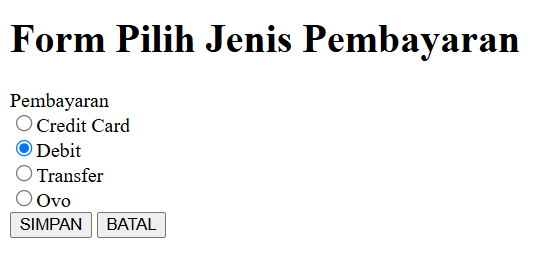 Form Pilih Jenis Pembayaran
Pembayaran
Credit Card
Debit
Transfer
Ovo
SIMPAN BATAL